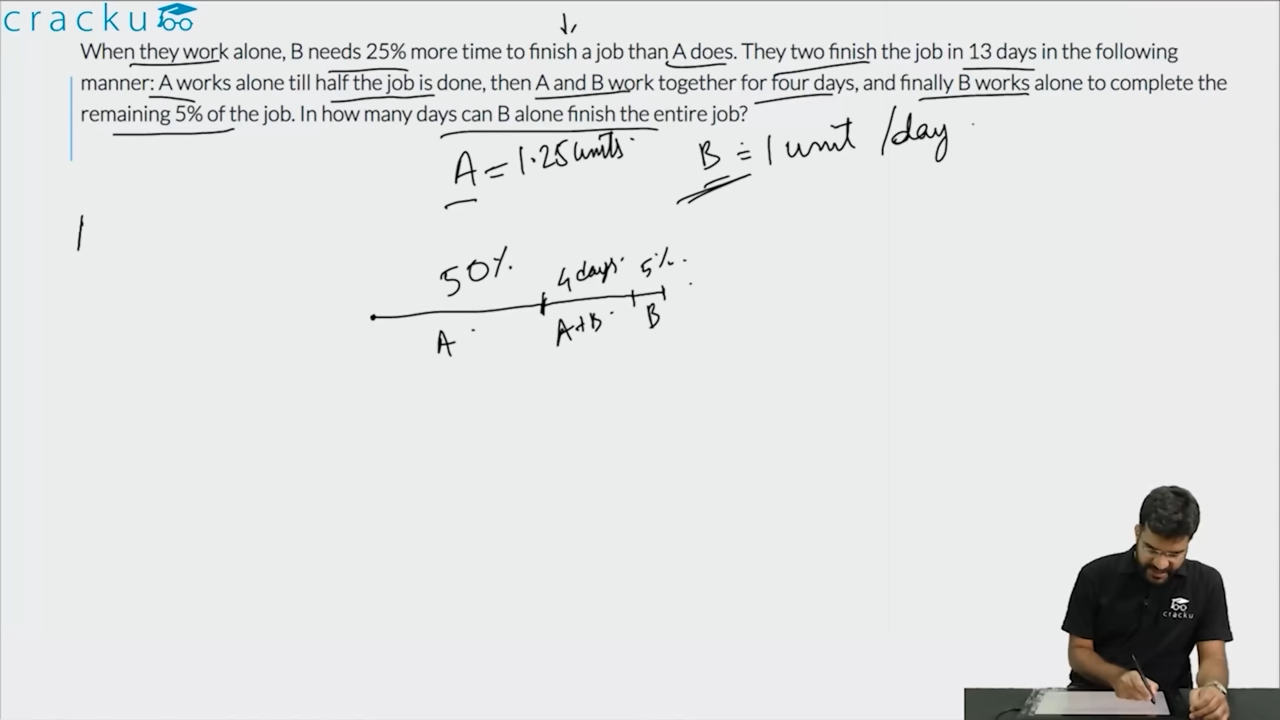 cracku
When they work alone, B needs 25% more time to finish a job than A does. They two finish the job in 13 days in the following
manner: A works alone till half the job is done, then A and B work together for four days, and finally B works alone to complete the
remaining 5% of the job. In how many days can B alone finish the entire job?
A = 1.25 units. B = 1 unit /day
50% 4 days 5%
A A+B B
cracku